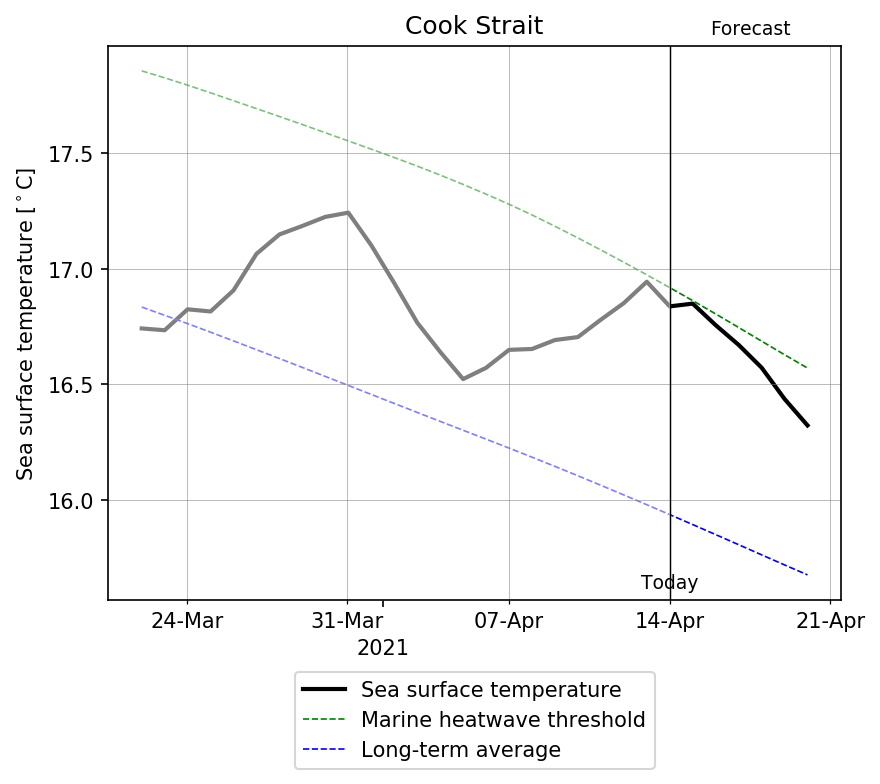 Cook Strait
Forecast
Sea surface temperature [°C]
17.5
17.0
16.5
16.0
Today
24-Mar 31-Mar 07-Apr 14-Apr 21-Apr
2021
Sea surface temperature
Marine heatwave threshold
Long-term average